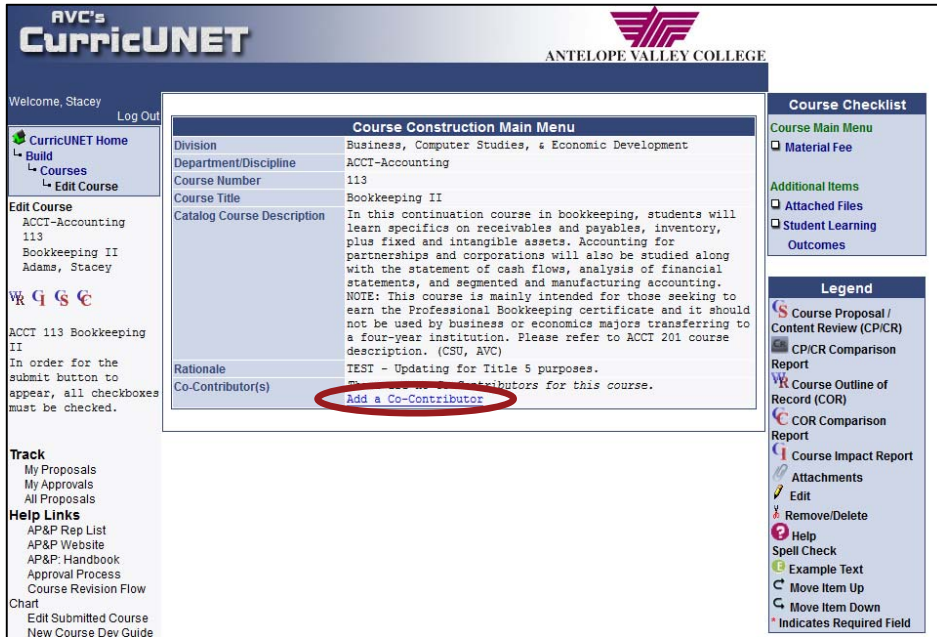 AVC's
CurricUNET
ANTELOPE VALLEY COLLEGE
Welcome, Stacey
Log Out
CurricUNET Home
Build
Courses
Edit Course
Edit Course
ACCT-Accounting
113
Bookkeeping II
Adams, Stacey
WR CI CS CC
ACCT 113 Bookkeeping
II
In order for the
submit button to
appear, all checkboxes
must be checked.
Track
My Proposals
My Approvals
All Proposals
Help Links
AP&P Rep List
AP&P Website
AP&P: Handbook
Approval Process
Course Revision Flow
Chart
Edit Submitted Course
New Course Dev Guide
Course Construction Main Menu
Division Business, Computer Studies, & Economic Development
Department/Discipline ACCT-Accounting
Course Number 113
Course Title Bookkeeping II
Catalog Course Description In this continuation course in bookkeeping, students will
learn specifics on receivables and payables, inventory,
plus fixed and intangible assets. Accounting for
partnerships and corporations will also be studied along
with the statement of cash flows, analysis of financial
statements, and segmented and manufacturing accounting.
NOTE: This course is mainly intended for those seeking to
earn the Professional Bookkeeping certificate and it should
not be used by business or economics majors transferring to
a four-year institution. Please refer to ACCT 201 course
description. (CSU, AVC)
Rationale TEST - Updating for Title 5 purposes.
Co-Contributor(s) for this course.
Add a Co-Contributor
Course Checklist
Course Main Menu
Material Fee
Additional Items
Attached Files
Student Learning
Outcomes
Legend
CS Course Proposal /
Content Review (CP/CR)
CP/CR Comparison
Report
WR Course Outline of
Record (COR)
CC COR Comparison
Report
CI Course Impact Report
Attachments
Edit
Remove/Delete
Help
Spell Check
E Example Text
Move Item Up
Move Item Down
* Indicates Required Field